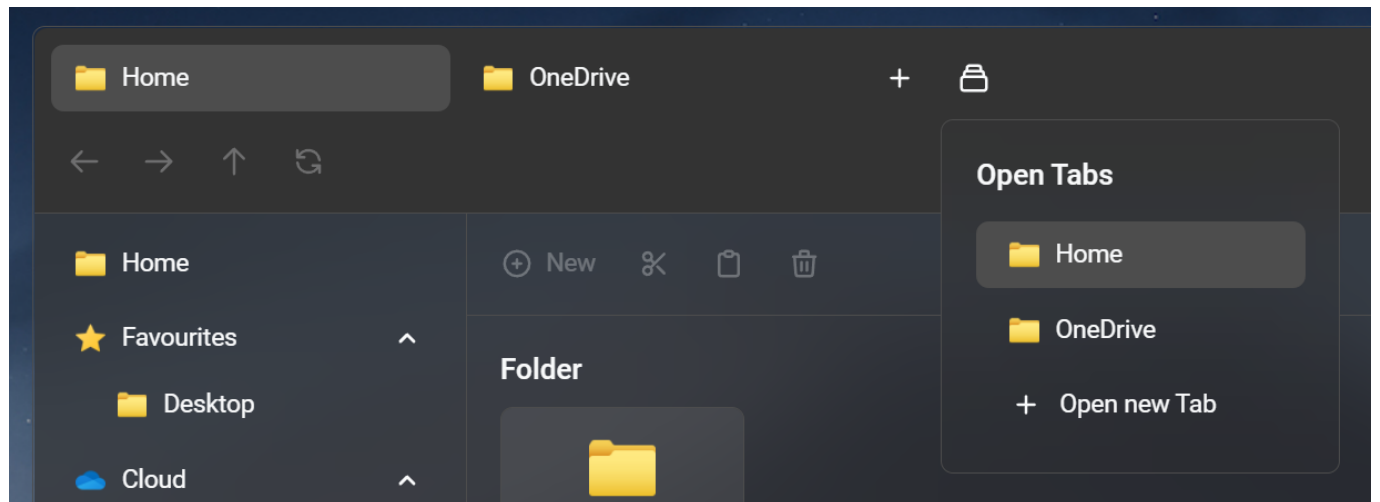 Home
OneDrive
Open Tabs
Home
OneDrive
Open new Tab
Home
Favourites
Desktop
Cloud
New
Folder